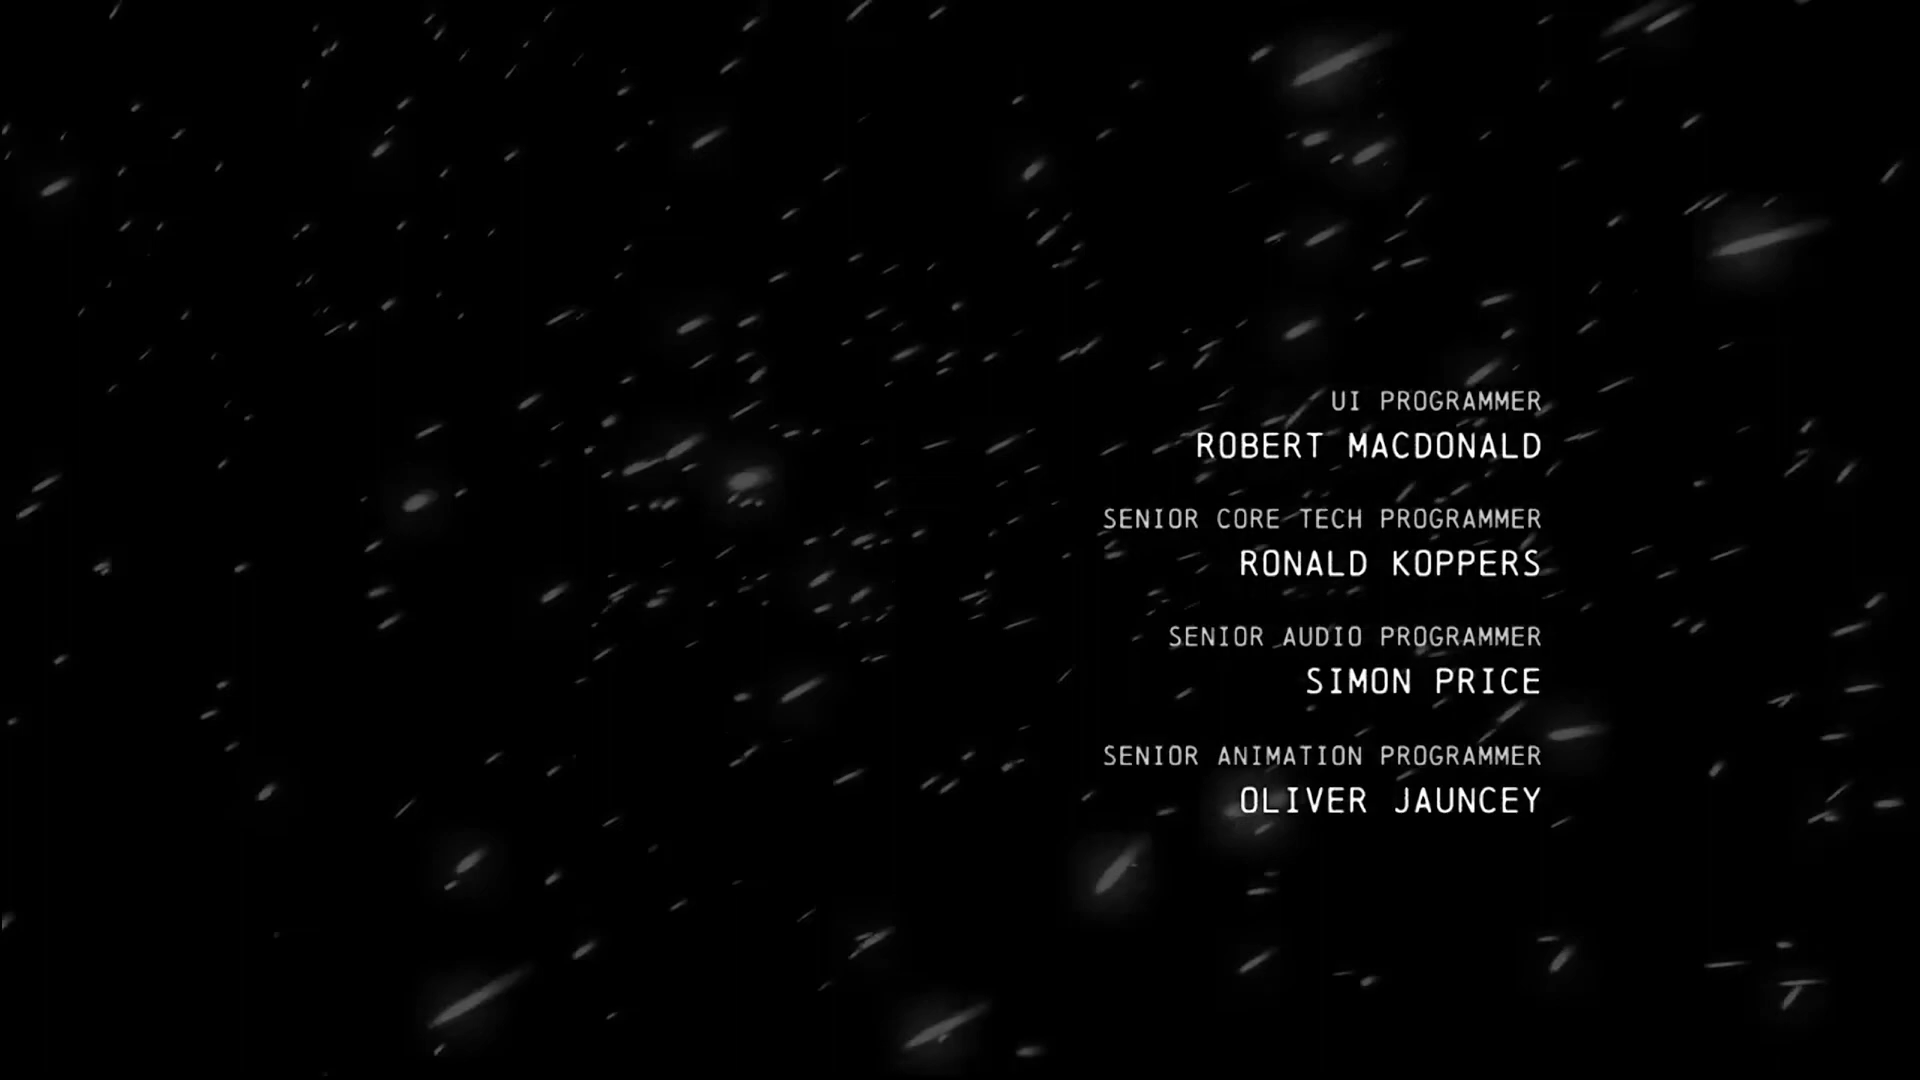 UI PROGRAMMER
ROBERT MACDONALD
SENIOR CORE TECH PROGRAMMER
RONALD KOPPERS
SENIOR AUDIO PROGRAMMER
SIMON PRICE
SENIOR ANIMATION PROGRAMMER
OLIVER JAUNCEY